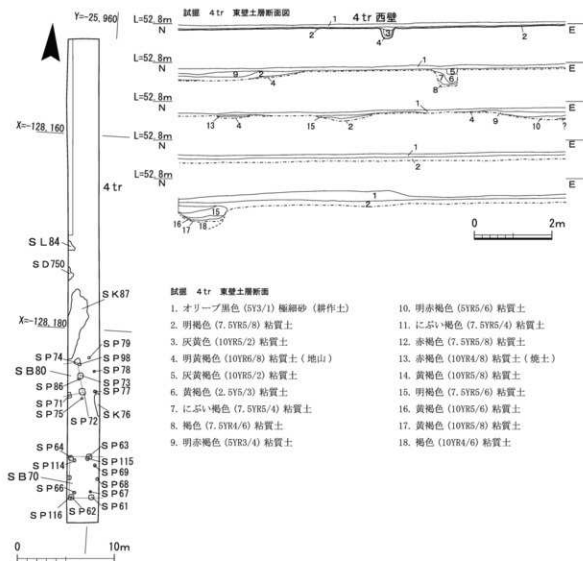 Y=-25,960
X=-128,160
4tr
SL84
SD750
SK87
X=-128,180
SP79
SP74
SP98
SP78
SB80
SP73
SP86
SP77
SP71
SK76
SP75
SP72
SP64
SP63
SP114
SP115
SP69
SB70
SP68
SP66
SP67
SP61
SP116
SP62
0
10m
試掘 4tr 東壁土層断面図
4tr西壁
L=52.8m
N
E
1
2
3
4
2
L=52.8m
N
E
9
2
4
1
5
7
6
8
L=52.8m
N
E
13
4
15
2
1
4
9
10
?
L=52.8m
N
E
1
2
L=52.8m
N
E
1
2
15
16
17
18
0
2m
試掘 4tr 東壁土層断面
1. オリーブ黒色 (5Y3/1) 極細砂 (耕作土)
2. 明褐色 (7.5YR5/8) 粘質土
3. 灰黄色 (10YR5/2) 粘質土
4. 明黄褐色 (10YR6/8) 粘質土 (地山)
5. 灰黄褐色 (10YR5/2) 粘質土
6. 黄褐色 (2.5Y5/3) 粘質土
7. にぶい褐色 (7.5YR5/4) 粘質土
8. 褐色 (7.5YR4/6) 粘質土
9. 明赤褐色 (5YR3/4) 粘質土
10. 明赤褐色 (5YR5/6) 粘質土
11. にぶい褐色 (7.5YR5/4) 粘質土
12. 赤褐色 (7.5YR5/8) 粘質土
13. 赤褐色 (10YR4/8) 粘質土 (焼土)
14. 黄褐色 (10YR5/8) 粘質土
15. 明褐色 (7.5YR5/6) 粘質土
16. 黄褐色 (10YR5/6) 粘質土
17. 黄褐色 (10YR5/8) 粘質土
18. 褐色 (10YR4/6) 粘質土